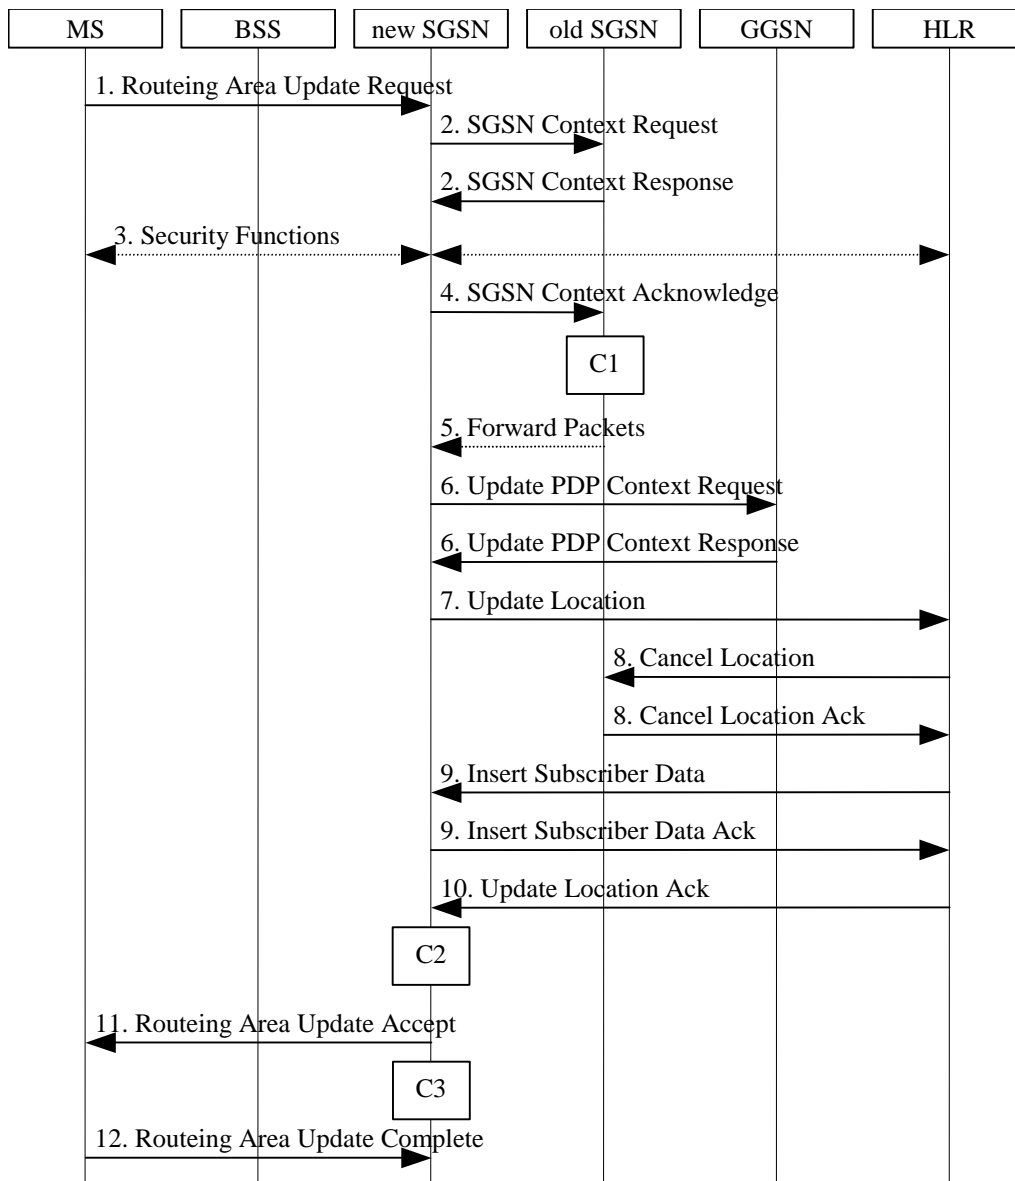 MS BSS new SGSN old SGSN GGSN HLR
1. Routeing Area Update Request
2. SGSN Context Request
2. SGSN Context Response
3. Security Functions
4. SGSN Context Acknowledge
C1
5. Forward Packets
6. Update PDP Context Request
6. Update PDP Context Response
7. Update Location
8. Cancel Location
8. Cancel Location Ack
9. Insert Subscriber Data
9. Insert Subscriber Data Ack
10. Update Location Ack
C2
11. Routeing Area Update Accept
C3
12. Routeing Area Update Complete